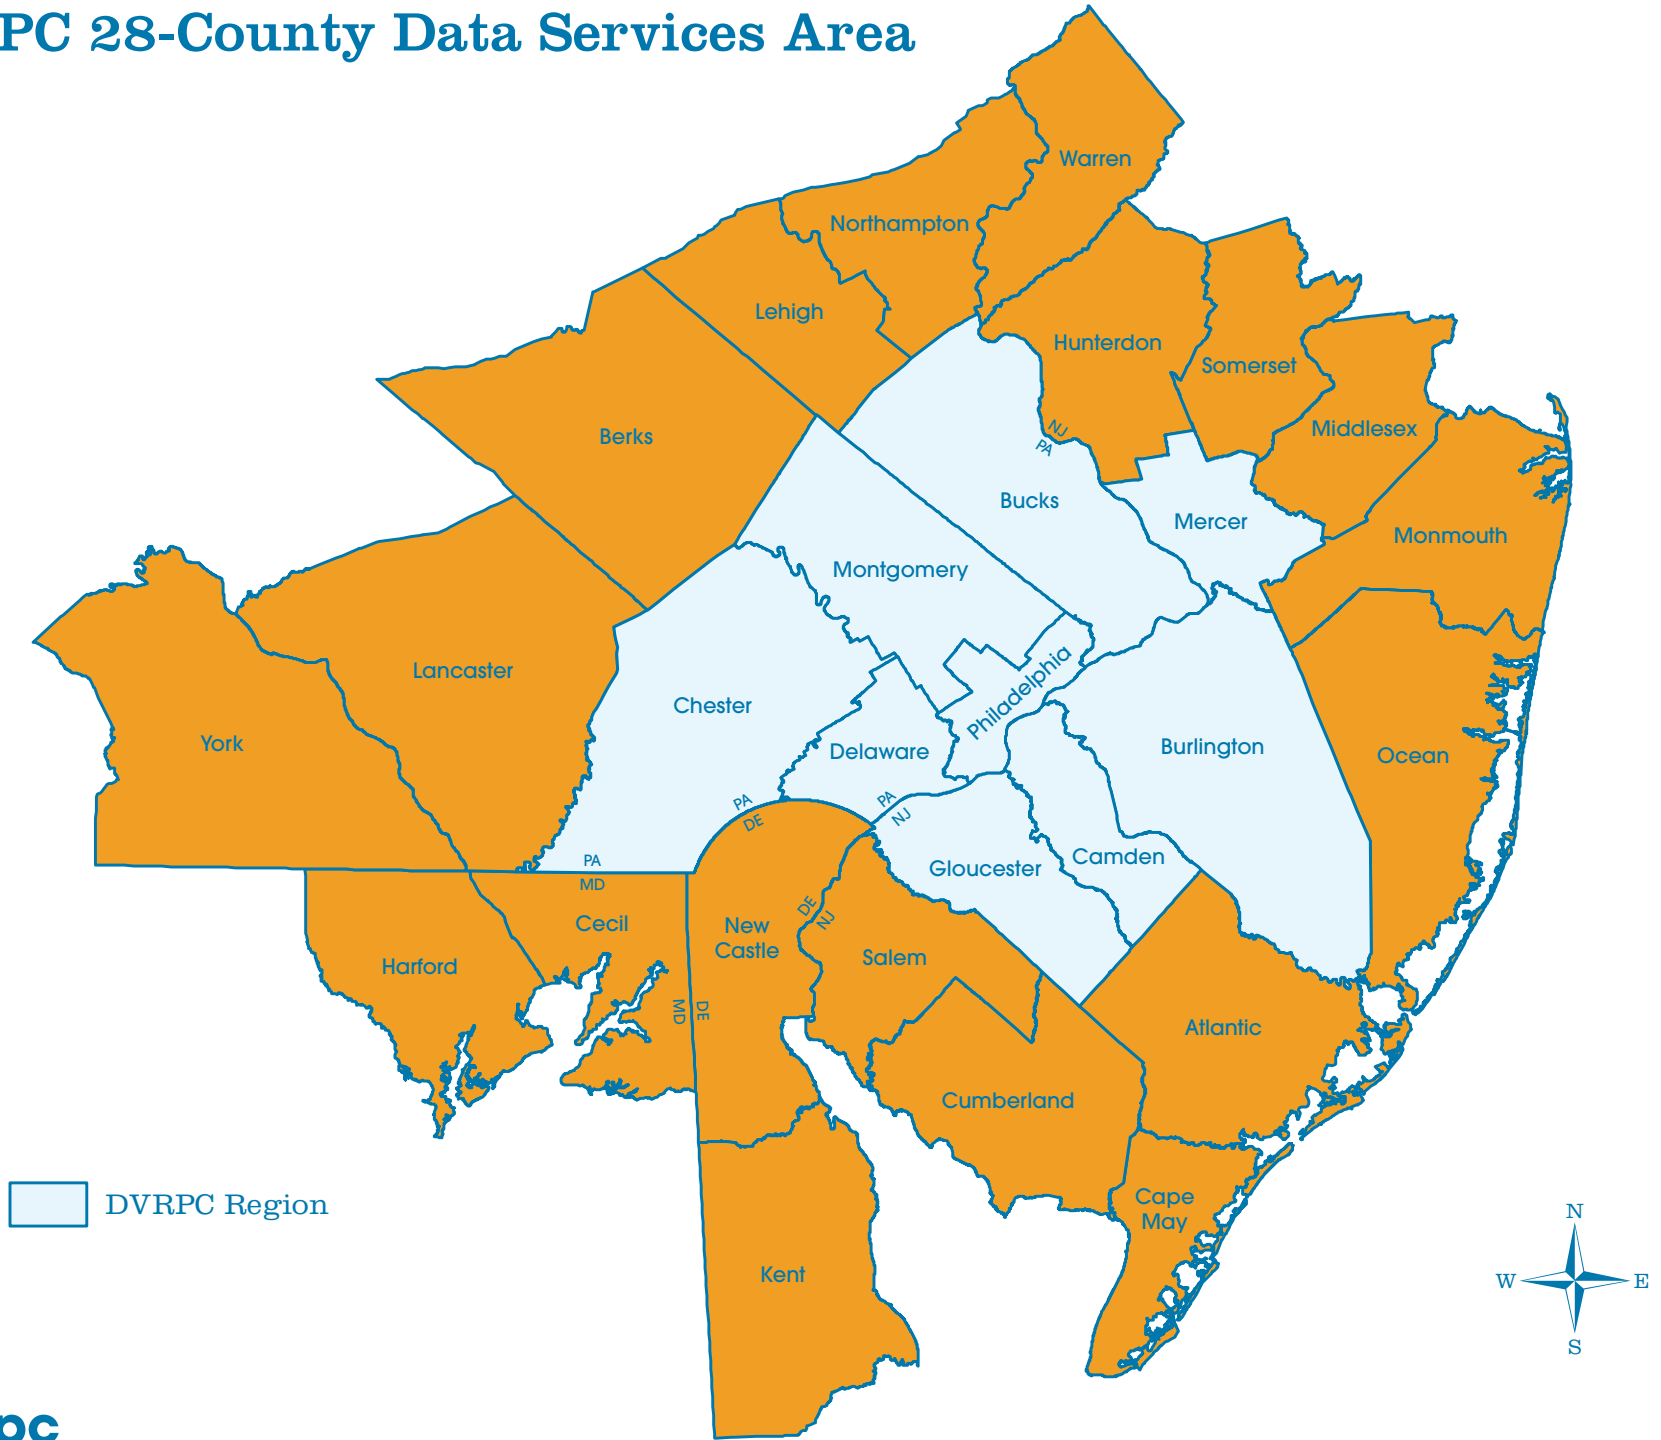 PC 28-County Data Services Area
Warren
Northampton
Lehigh
Hunterdon
Somerset
Berks
NJ
PA
Middlesex
Bucks
Mercer
Monmouth
Montgomery
Lancaster
Philadelphia
Chester
York
Delaware
Burlington
Ocean
PA
DE
PA
NJ
PA
MD
Gloucester
Camden
Cecil
New
Castle
DE
NJ
Harford
Salem
MD
DE
Atlantic
Cumberland
Cape
May
DVRPC Region
Kent
N
W
E
S
pc